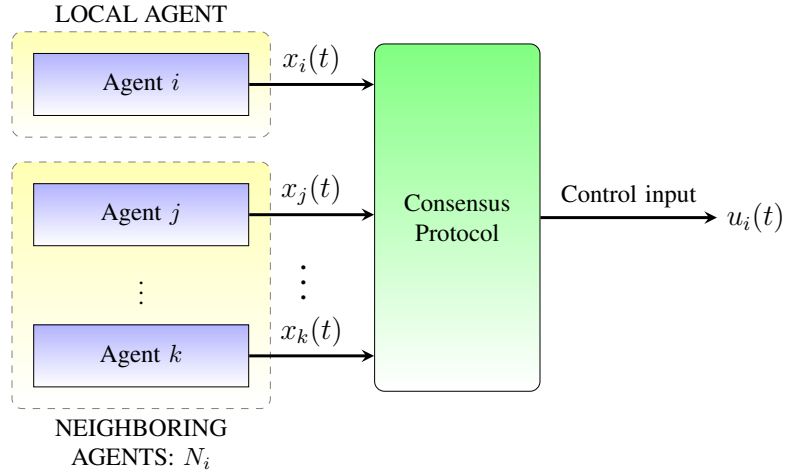 LOCAL AGENT
Agent i
x_i(t)
Agent j
x_j(t)
⋮
⋮
Agent k
x_k(t)
NEIGHBORING
AGENTS: N_i
Consensus
Protocol
Control input
u_i(t)